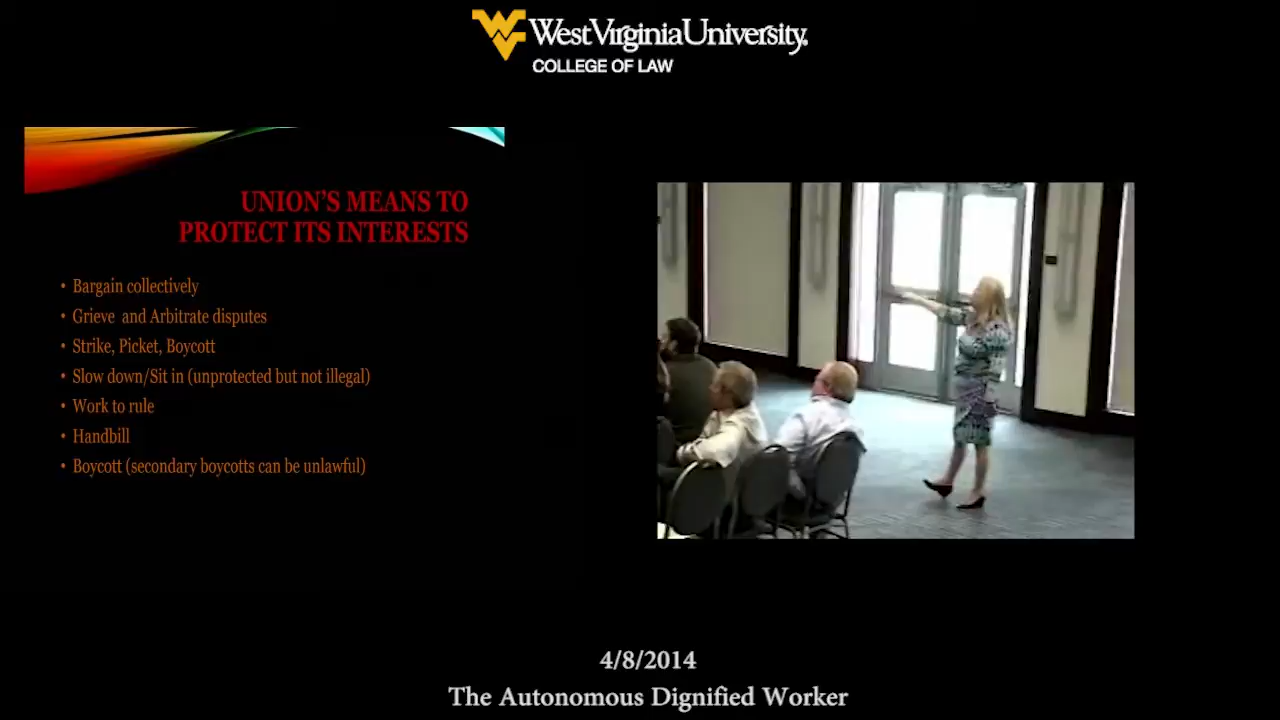 WestVirginiaUniversity.
COLLEGE OF LAW
UNION'S MEANS TO
PROTECT ITS INTERESTS
• Bargain collectively
• Grieve and Arbitrate disputes
• Strike, Picket, Boycott
• Slow down/Sit in (unprotected but not illegal)
• Work to rule
• Handbill
• Boycott (secondary boycotts can be unlawful)
4/8/2014
The Autonomous Dignified Worker